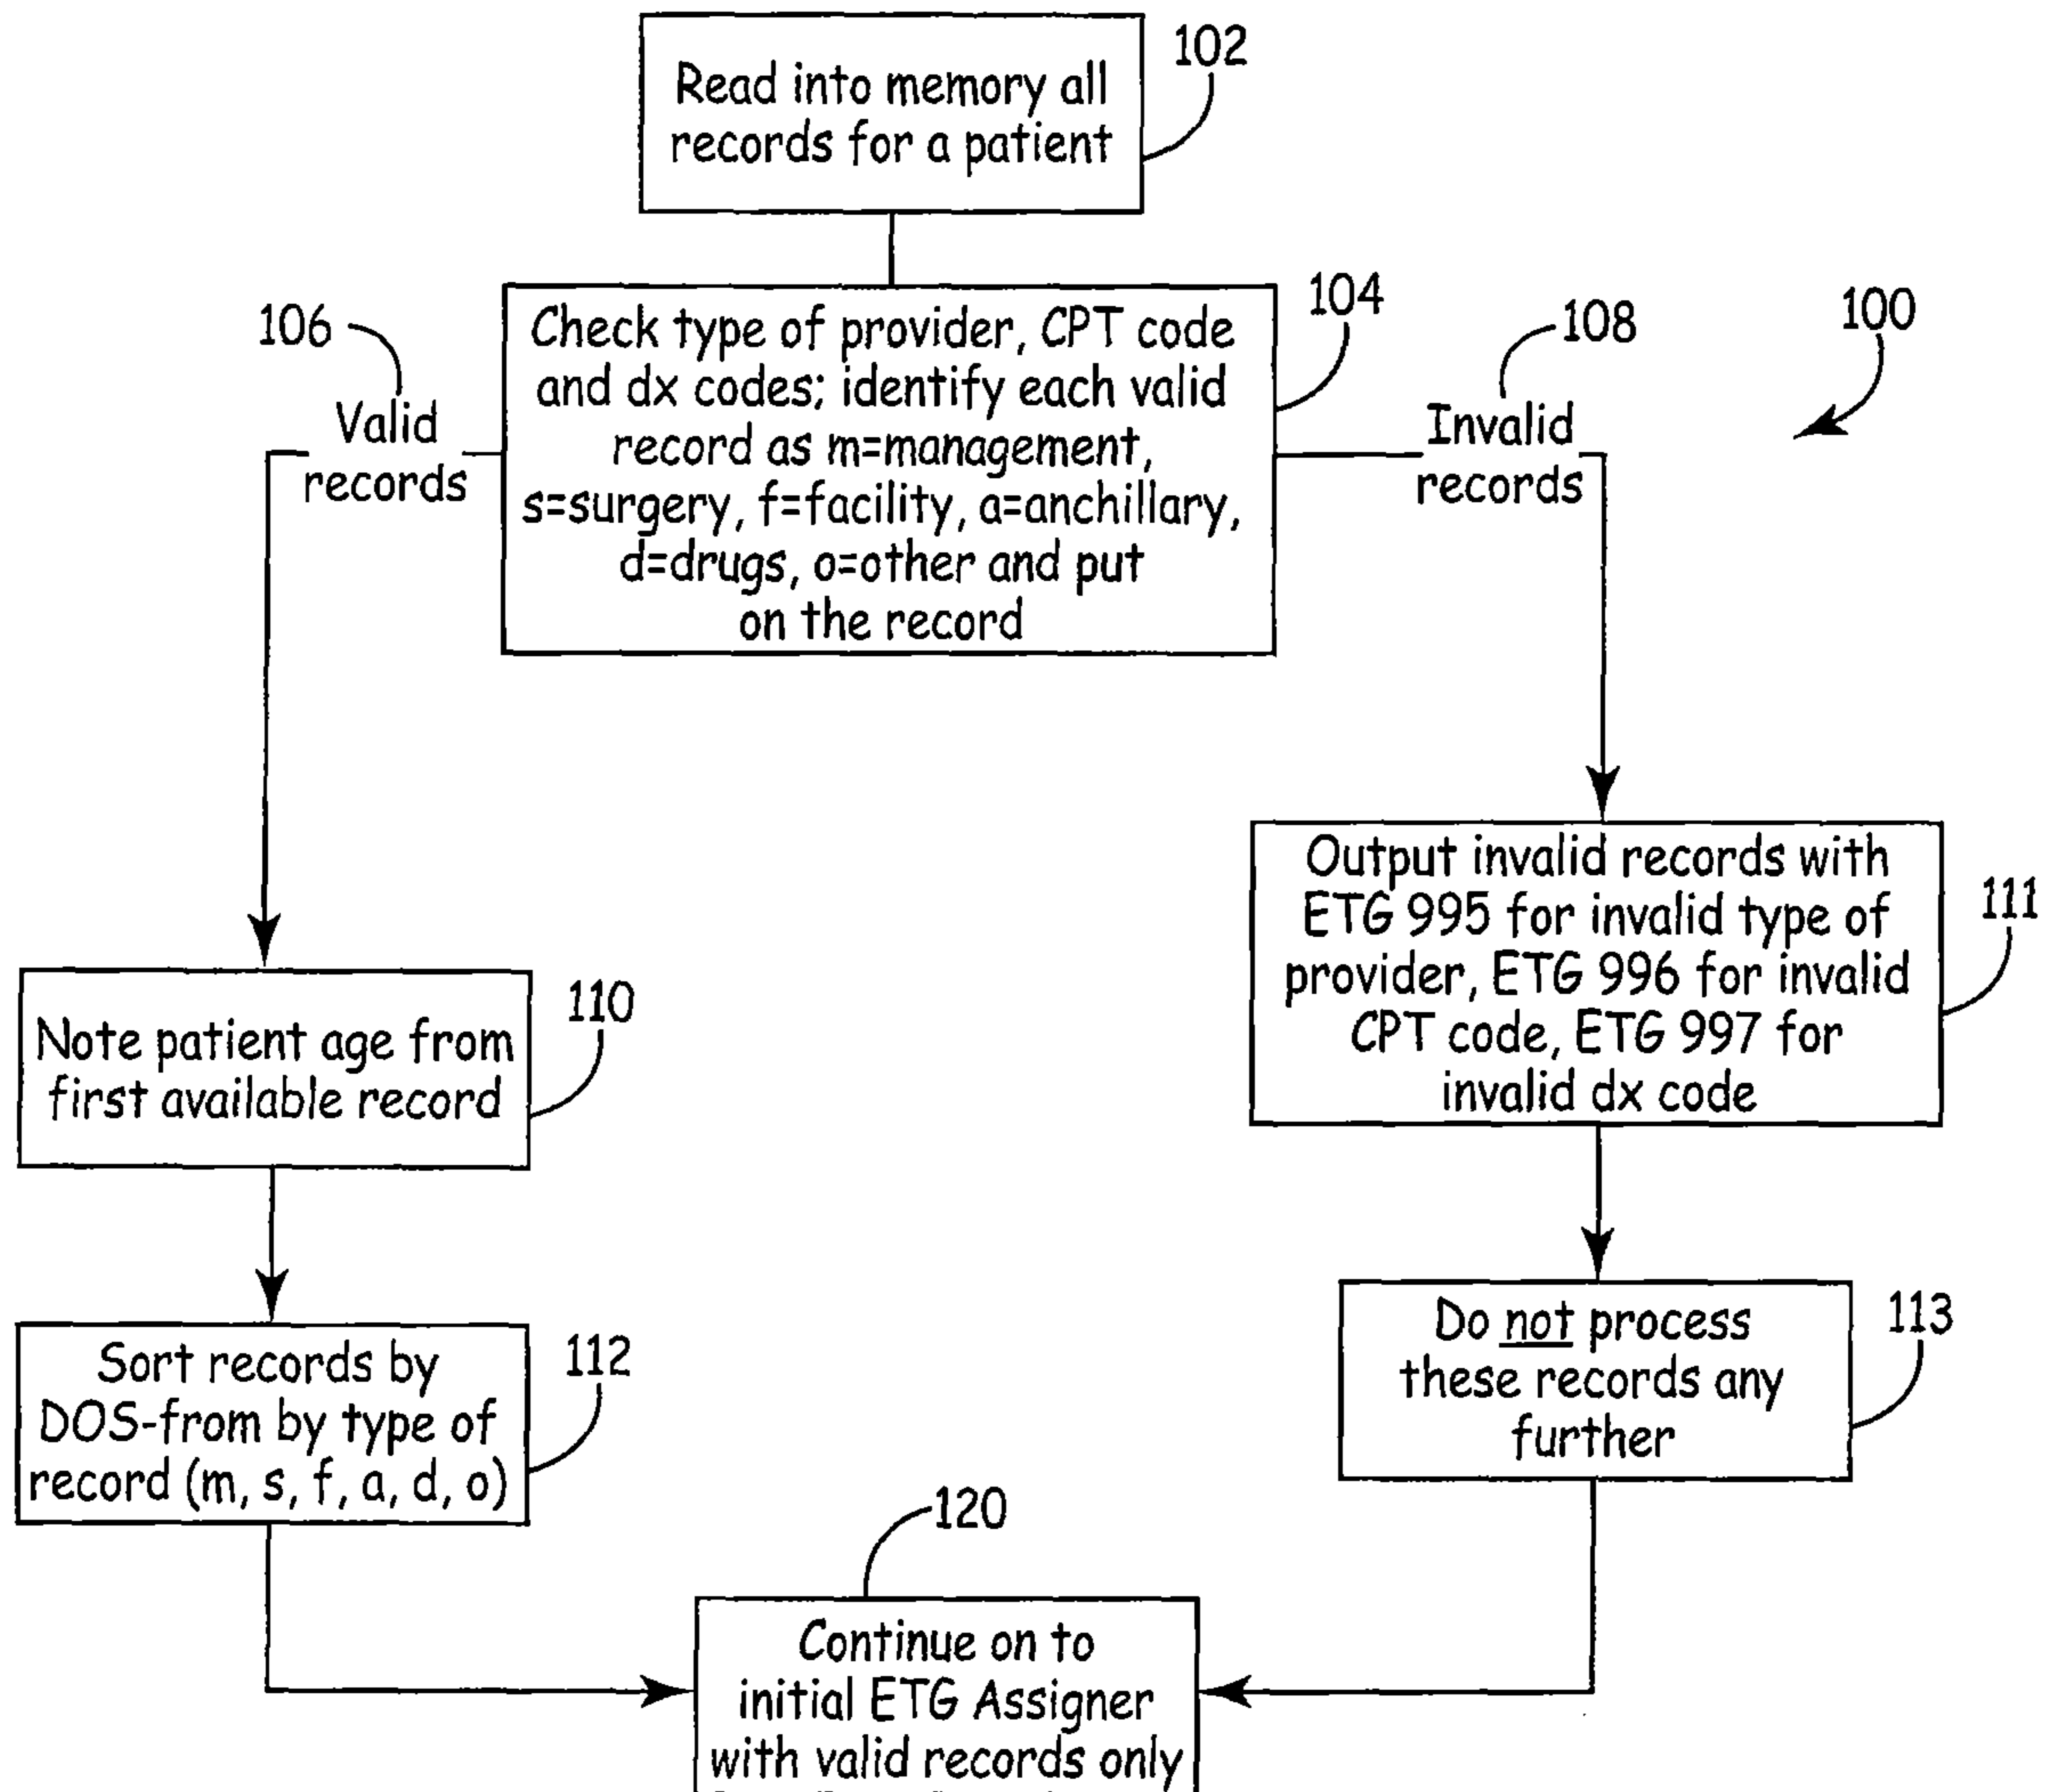 102
Read into memory all
records for a patient
104
Check type of provider, CPT code
and dx codes; identify each valid
record as m=management,
s=surgery, f=facility, a=anchillary,
d=drugs, o=other and put
on the record
106
Valid
records
108
Invalid
records
100
110
Note patient age from
first available record
111
Output invalid records with
ETG 995 for invalid type of
provider, ETG 996 for invalid
CPT code, ETG 997 for
invalid dx code
112
Sort records by
DOS-from by type of
record (m, s, f, a, d, o)
113
Do not process
these records any
further
120
Continue on to
initial ETG Assigner
with valid records only